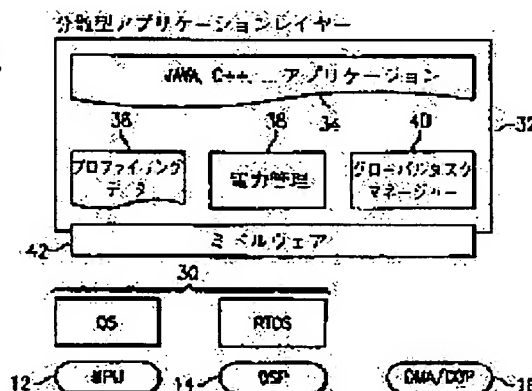 分散型アプリケーションレイヤー
JAVA, C++, ... アプリケーション
36 38 34 40 32
プロファイリング
データ
電力管理
グローバルタスク
マネージャー
42 ミドルウェア
30
OS RTOS
12 MPU 14 DSP DMA/COP